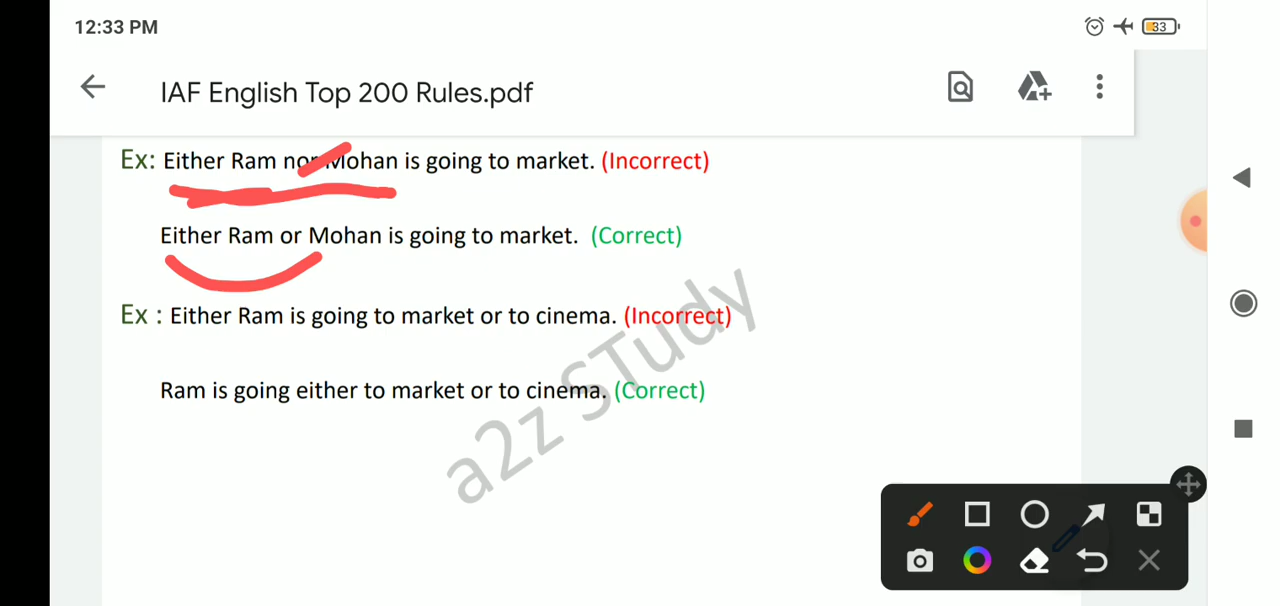 12:33 PM
33
IAF English Top 200 Rules.pdf
Ex: Either Ram nor Mohan is going to market. (Incorrect)
Either Ram or Mohan is going to market. (Correct)
Ex : Either Ram is going to market or to cinema. (Incorrect)
Ram is going either to market or to cinema. (Correct)
a2z STudy